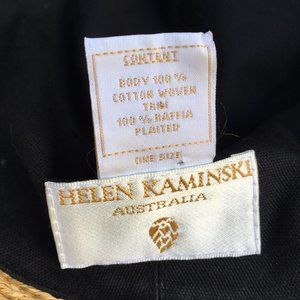 CONTENT
BODY 100%
COTTON WOVEN
TRIM
100% RAFFIA
PLAITED
ONE SIZE
HELEN KAMINSKI
AUSTRALIA